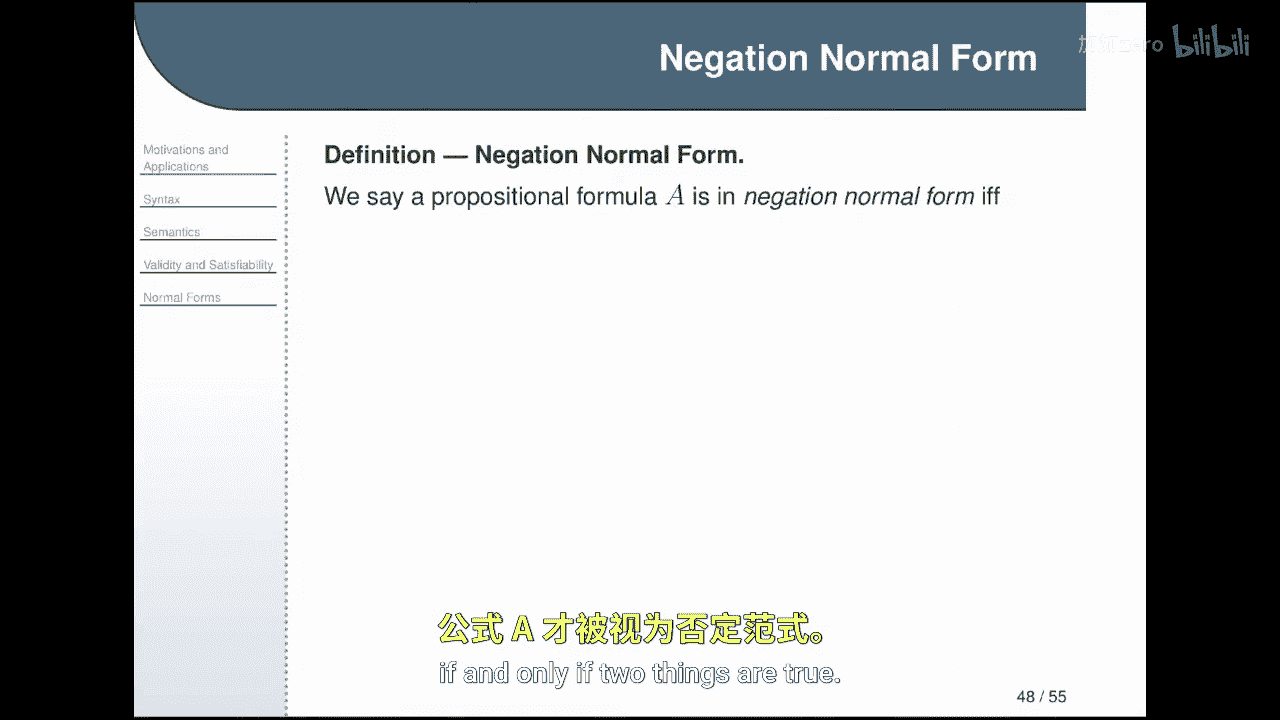 Negation Normal Form
bilibili
Motivations and
Applications
Syntax
Semantics
Validity and Satisfiability
Normal Forms
Definition — Negation Normal Form.
We say a propositional formula A is in negation normal form iff
公式 A 才被视为否定范式。
if and only if two things are true.
48 / 55